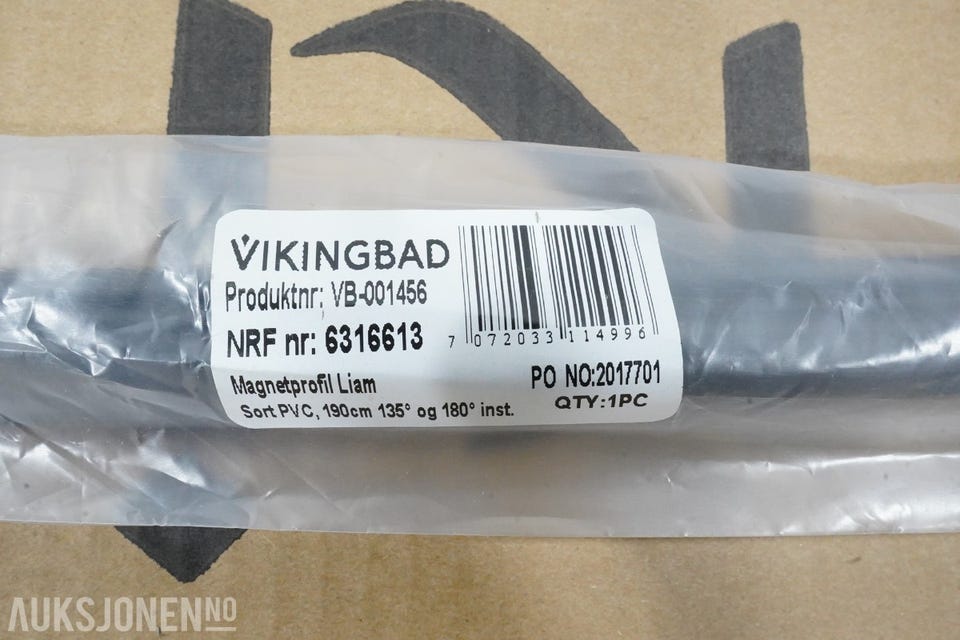 VIKINGBAD
Produktnr: VB-001456
NRF nr: 6316613
7 072033 114996
Magnetprofil Liam
Sort PVC, 190cm 135° og 180° inst.
PO NO:2017701
QTY:1PC
AUKSJONEN.NO